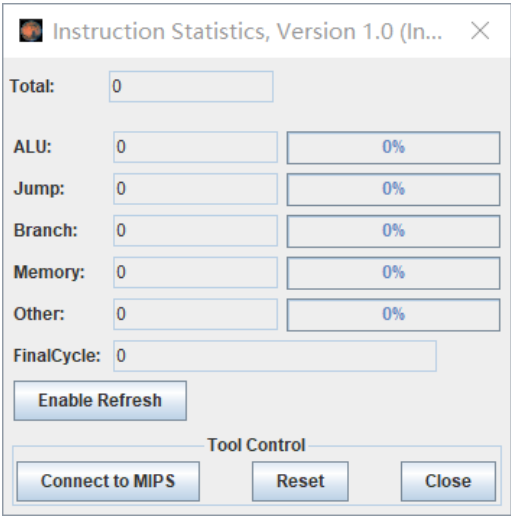 Instruction Statistics, Version 1.0 (In...
Total: 0
ALU: 0 0%
Jump: 0 0%
Branch: 0 0%
Memory: 0 0%
Other: 0 0%
FinalCycle: 0
Enable Refresh
Tool Control
Connect to MIPS Reset Close